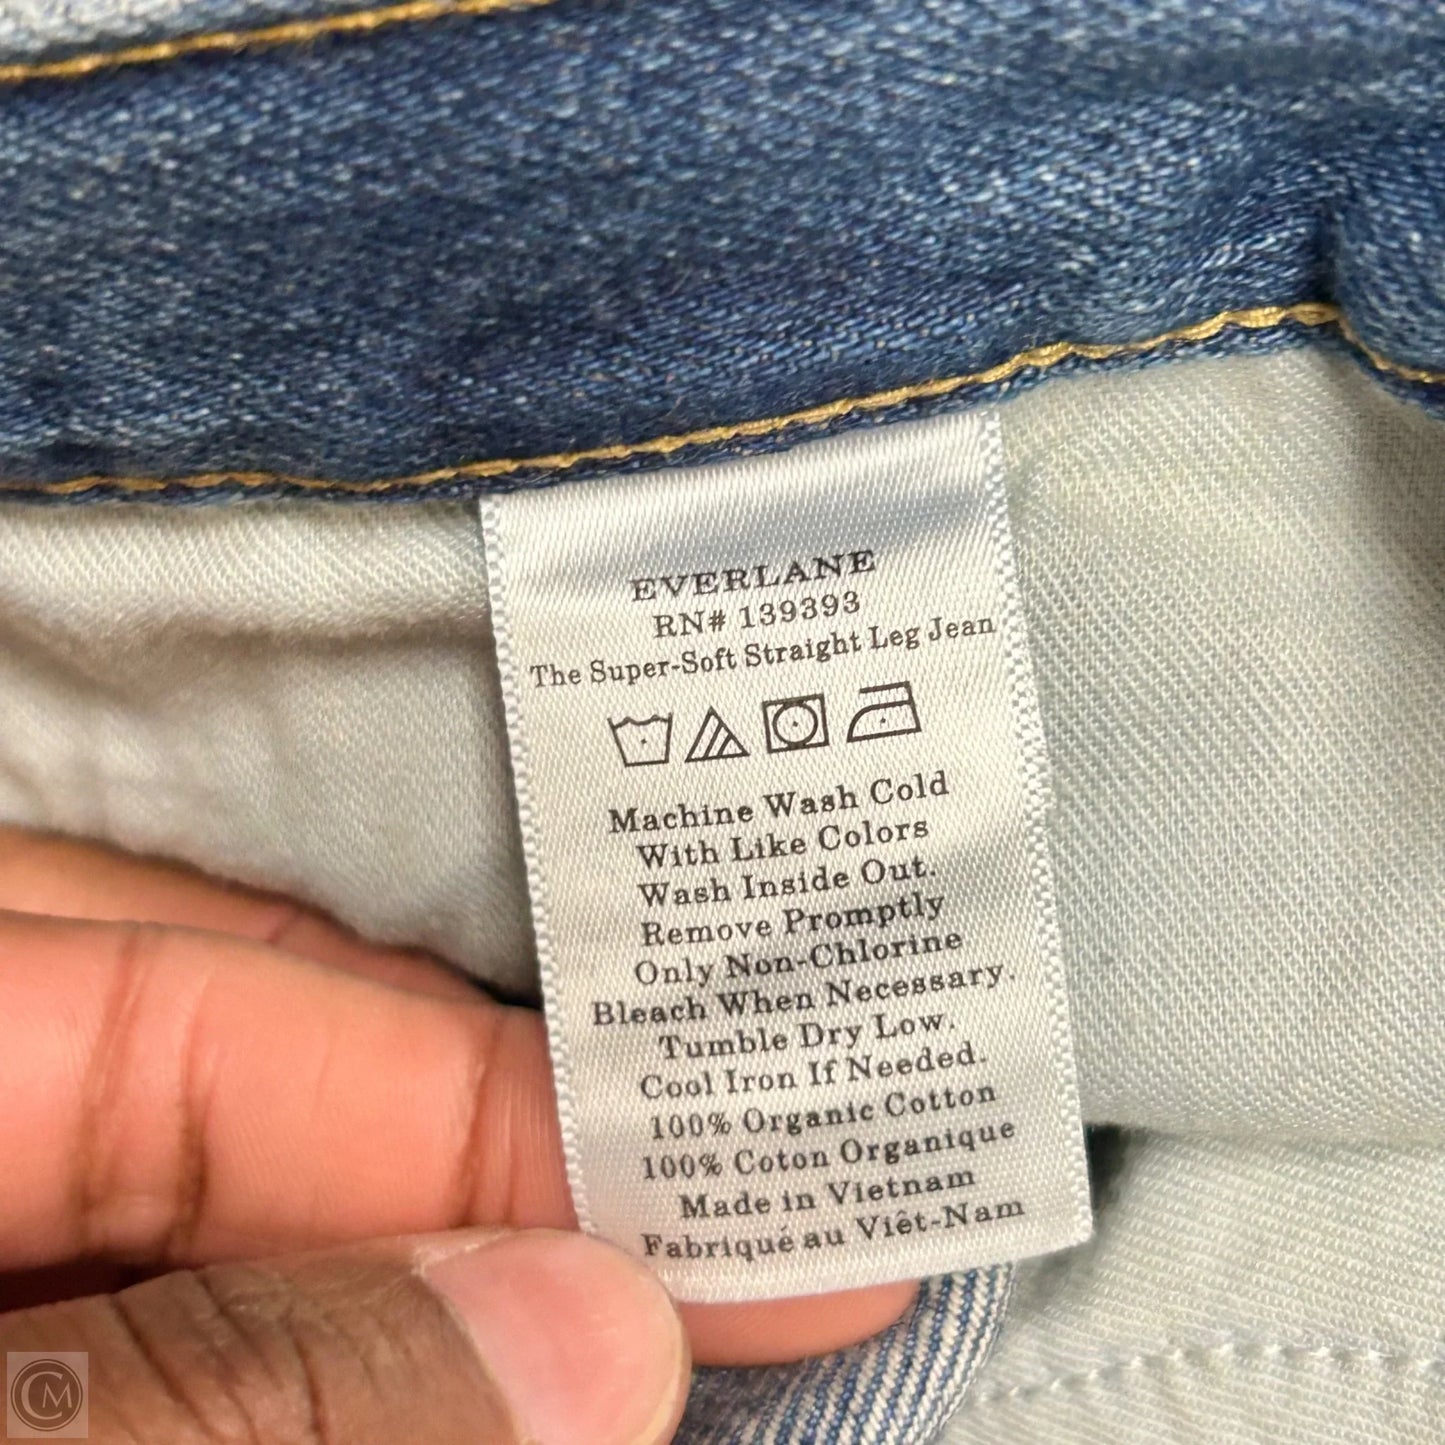 EVERLANE
RN# 139393
The Super-Soft Straight Leg Jean
Machine Wash Cold
With Like Colors
Wash Inside Out.
Remove Promptly
Only Non-Chlorine
Bleach When Necessary.
Tumble Dry Low.
Cool Iron If Needed.
100% Organic Cotton
100% Coton Organique
Made in Vietnam
Fabriqué au Viêt-Nam
CM